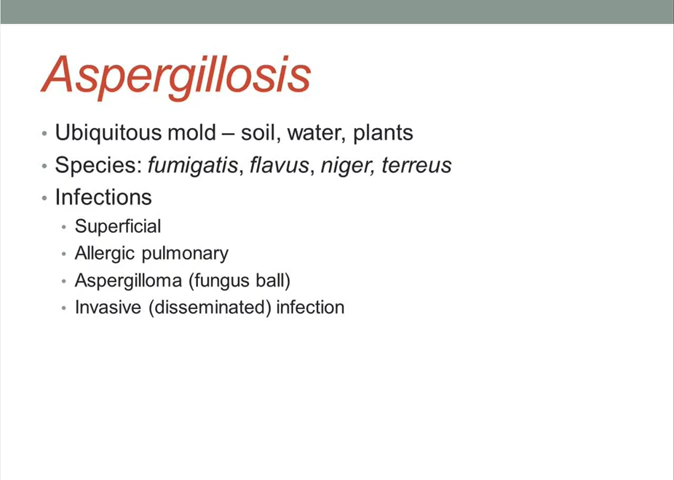 Aspergillosis
• Ubiquitous mold – soil, water, plants
• Species: fumigatis, flavus, niger, terreus
• Infections
• Superficial
• Allergic pulmonary
• Aspergilloma (fungus ball)
• Invasive (disseminated) infection